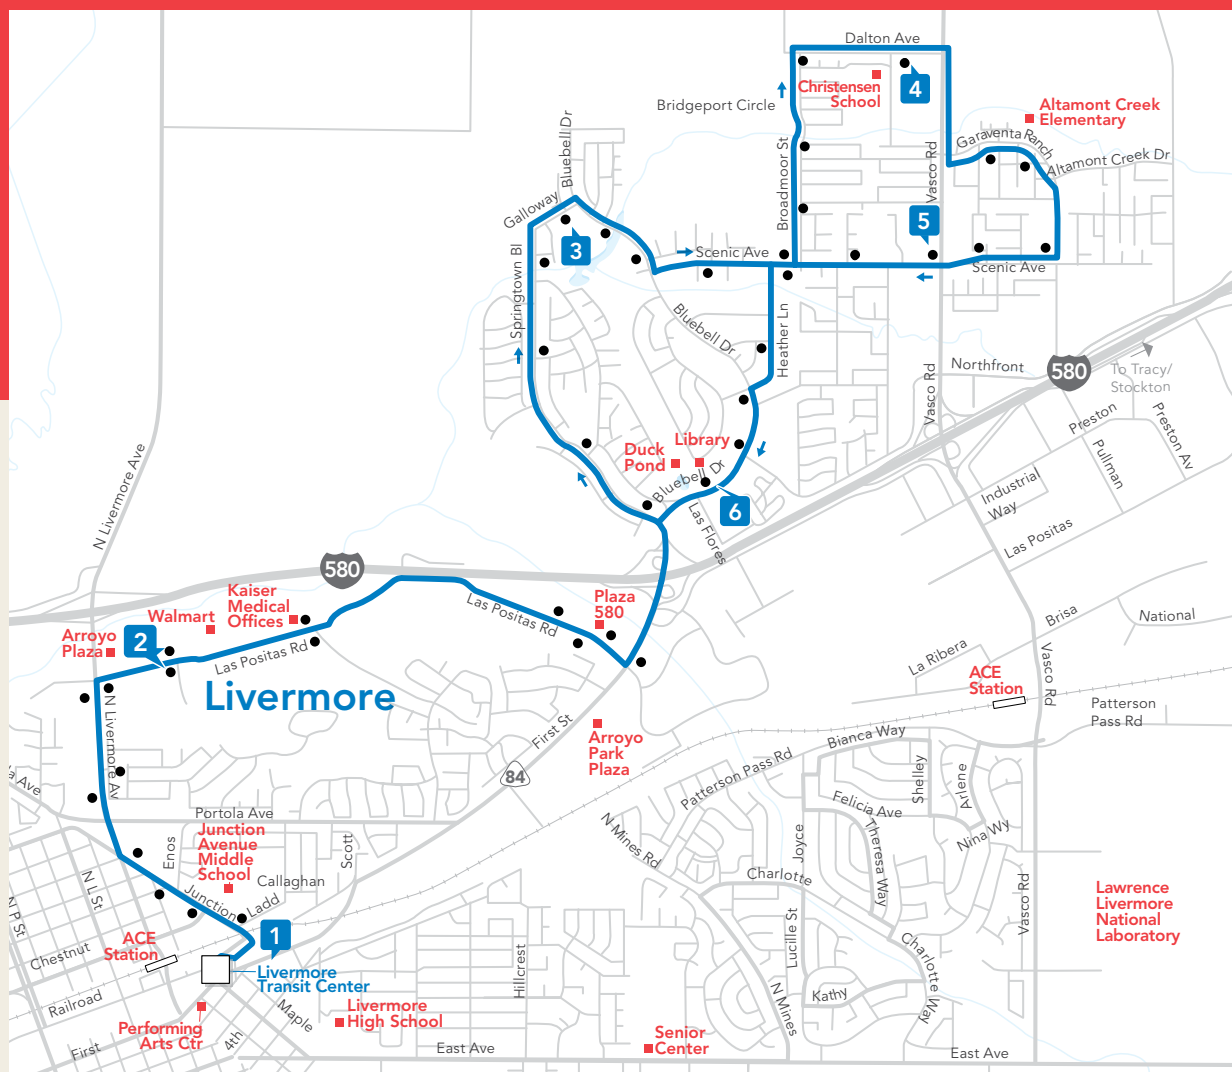 Dalton Ave
Christensen
School
4
Bridgeport Circle
Altamont Creek
Elementary
Garaventa Ranch
Altamont Creek Dr
Bluebell Dr
Galloway
Broadmoor St
Vasco Rd
5
3
Scenic Ave
Scenic Ave
Springtown Bl
Bluebell Dr
Heather Ln
Vasco Rd
Northfront
580
To Tracy/
Stockton
Preston
Preston Av
Pullman
Duck
Pond
Library
Bluebell Dr
6
Las Flores
Industrial
Way
Las Positas
N Livermore Ave
580
Kaiser
Medical
Offices
Walmart
Arroyo
Plaza
2
Las Positas Rd
Las Positas Rd
Plaza
580
Livermore
Brisa
National
La Ribera
ACE
Station
Vasco Rd
Patterson
Pass Rd
N Livermore Av
First St
84
Arroyo
Park
Plaza
Patterson Pass Rd
Bianca Way
Shelley
Arlene
Felicia Ave
Theresa Way
Nina Wy
Joyce
N Mines Rd
Charlotte
la Ave
Portola Ave
Junction
Avenue
Middle
School
Enos
Scott
Callaghan
Ladd
Junction
N L St
N P St
Chestnut
ACE
Station
1
Livermore
Transit Center
Railroad
First
Performing
Arts Ctr
4th
Maple
Livermore
High School
Hillcrest
East Ave
Senior
Center
Lucille St
N Mines
Kathy
Charlotte Way
Vasco Rd
East Ave
Lawrence
Livermore
National
Laboratory